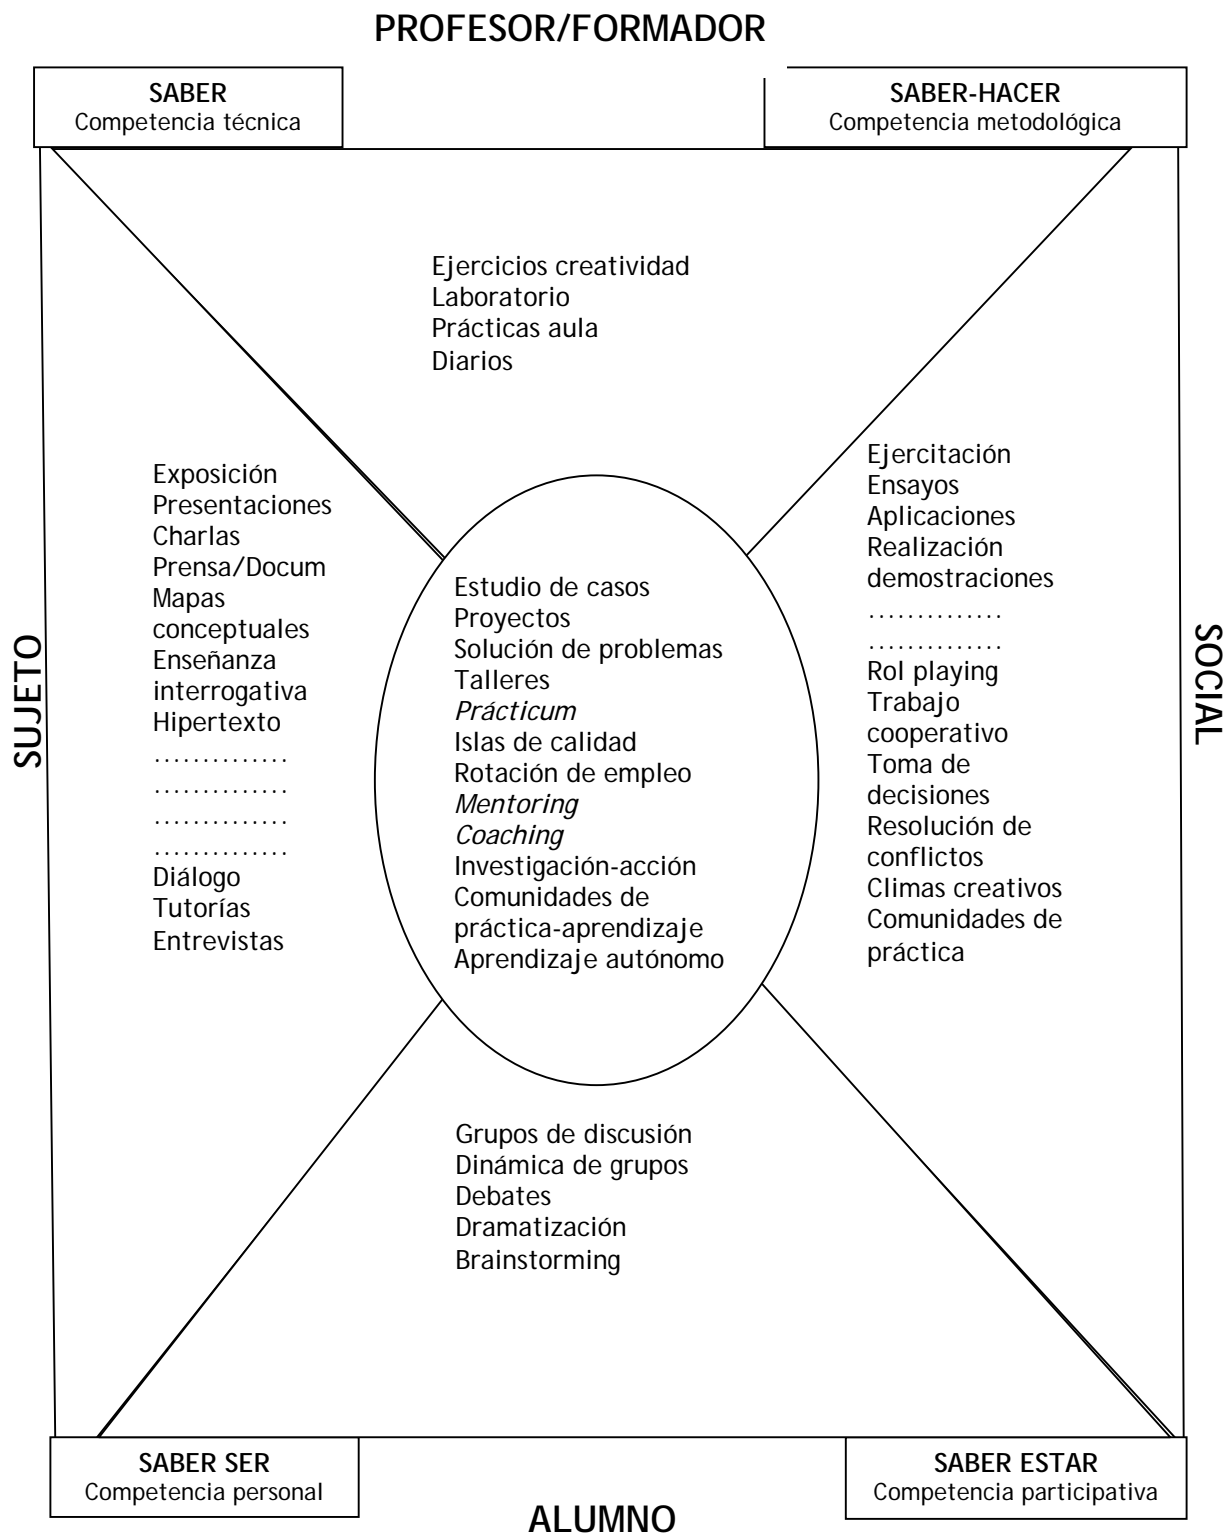 PROFESOR/FORMADOR
SABER
Competencia técnica
SABER-HACER
Competencia metodológica
Ejercicios creatividad
Laboratorio
Prácticas aula
Diarios
SUJETO
Exposición
Presentaciones
Charlas
Prensa/Docum
Mapas
conceptuales
Enseñanza
interrogativa
Hipertexto
..............
..............
..............
..............
Diálogo
Tutorías
Entrevistas
Estudio de casos
Proyectos
Solución de problemas
Talleres
Prácticum
Islas de calidad
Rotación de empleo
Mentoring
Coaching
Investigación-acción
Comunidades de
práctica-aprendizaje
Aprendizaje autónomo
Ejercitación
Ensayos
Aplicaciones
Realización
demostraciones
..............
..............
Rol playing
Trabajo
cooperativo
Toma de
decisiones
Resolución de
conflictos
Climas creativos
Comunidades de
práctica
SOCIAL
Grupos de discusión
Dinámica de grupos
Debates
Dramatización
Brainstorming
SABER SER
Competencia personal
SABER ESTAR
Competencia participativa
ALUMNO